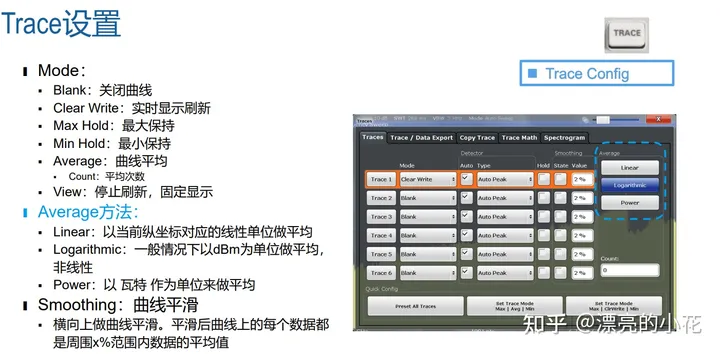 Trace设置
TRACE
Trace Config
Mode：
Blank：关闭曲线
Clear Write：实时显示刷新
Max Hold：最大保持
Min Hold：最小保持
Average：曲线平均
Count：平均次数
View：停止刷新，固定显示
Average方法：
Linear：以当前纵坐标对应的线性单位做平均
Logarithmic：一般情况下以dBm为单位做平均，
非线性
Power：以 瓦特 作为单位来做平均
Smoothing：曲线平滑
横向上做曲线平滑。平滑后曲线上的每个数据都
是周围x%范围内数据的平均值
Traces
X
Traces Trace / Data Export Copy Trace Trace Math Spectrogram
Detector Smoothing Average
Mode Auto Type Hold State Value
Linear
Trace 1 Clear Write Auto Peak 2 %
Logarithmic
Trace 2 Blank Auto Peak 2 %
Power
Trace 3 Blank Auto Peak 2 %
Trace 4 Blank Auto Peak 2 %
Trace 5 Blank Auto Peak 2 %
Count:
Trace 6 Blank Auto Peak 2 %
0
Quick Config
Preset All Traces
Set Trace Mode
Max | Avg | Min
Set Trace Mode
Max | ClrWrite | Min
知乎 @漂亮的小花